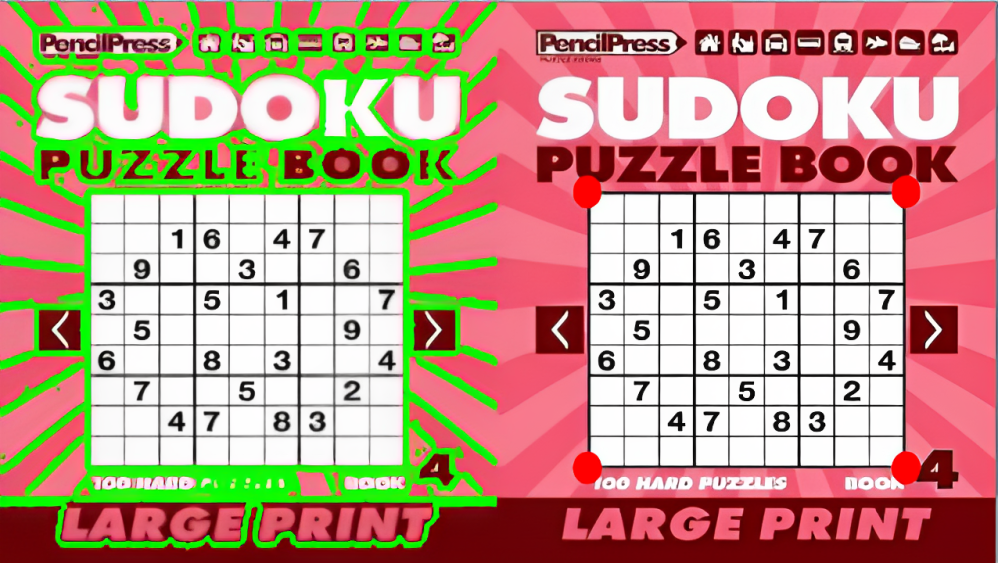 PencilPress
SUDOKU
PUZZLE BOOK
1 6 4 7
9 3 6
3 5 1 7
5 9
6 8 3 4
7 5 2
4 7 8 3
100 HARD BOOK 4
LARGE PRINT
PencilPress
SUDOKU
PUZZLE BOOK
1 6 4 7
9 3 6
3 5 1 7
5 9
6 8 3 4
7 5 2
4 7 8 3
100 HARD PUZZLES BOOK 4
LARGE PRINT